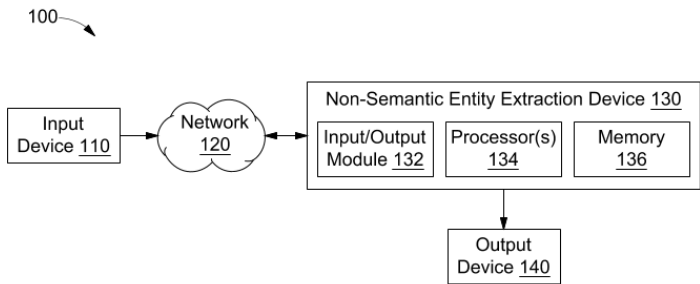 100
Non-Semantic Entity Extraction Device 130
Input
Device 110
Network
120
Input/Output
Module 132
Processor(s)
134
Memory
136
Output
Device 140